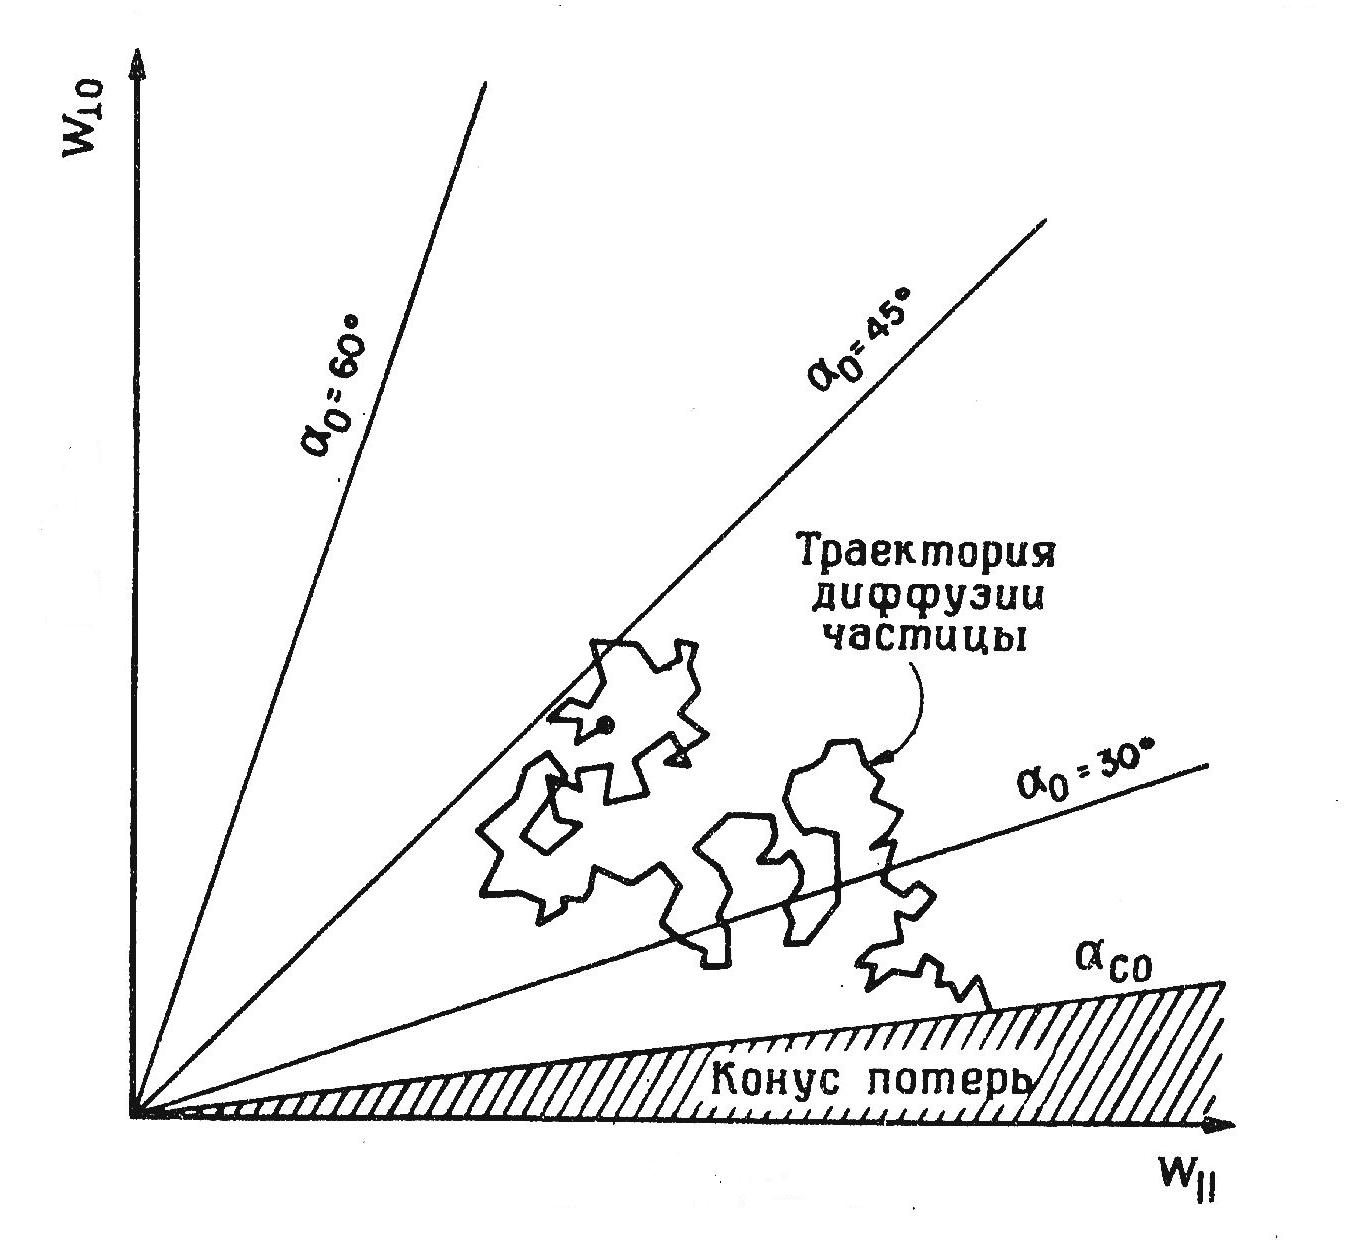 W⊥0
α0=60°
α0=45°
Траектория
диффузии
частицы
α0=30°
αC0
Конус потерь
W||